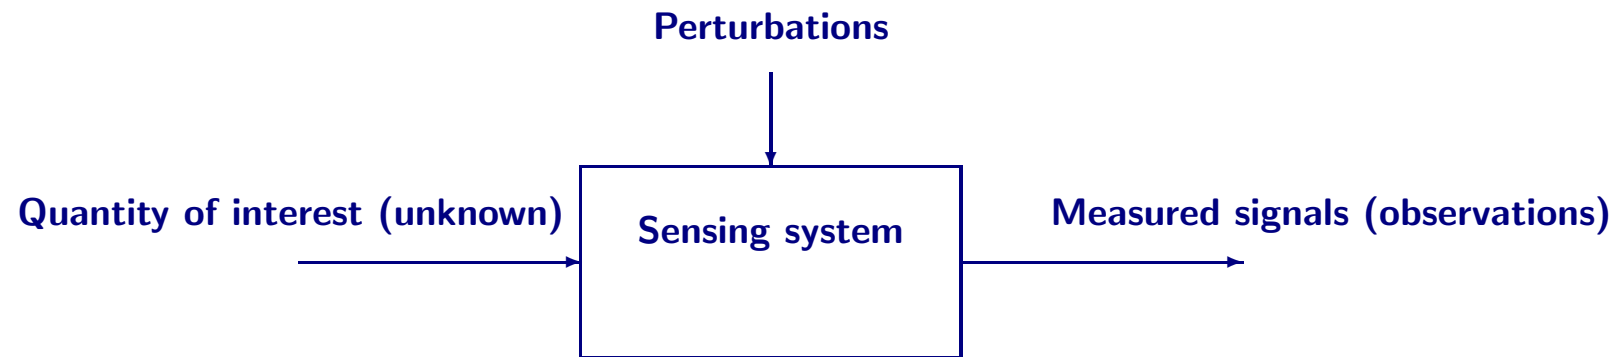 Perturbations
Quantity of interest (unknown)
Sensing system
Measured signals (observations)